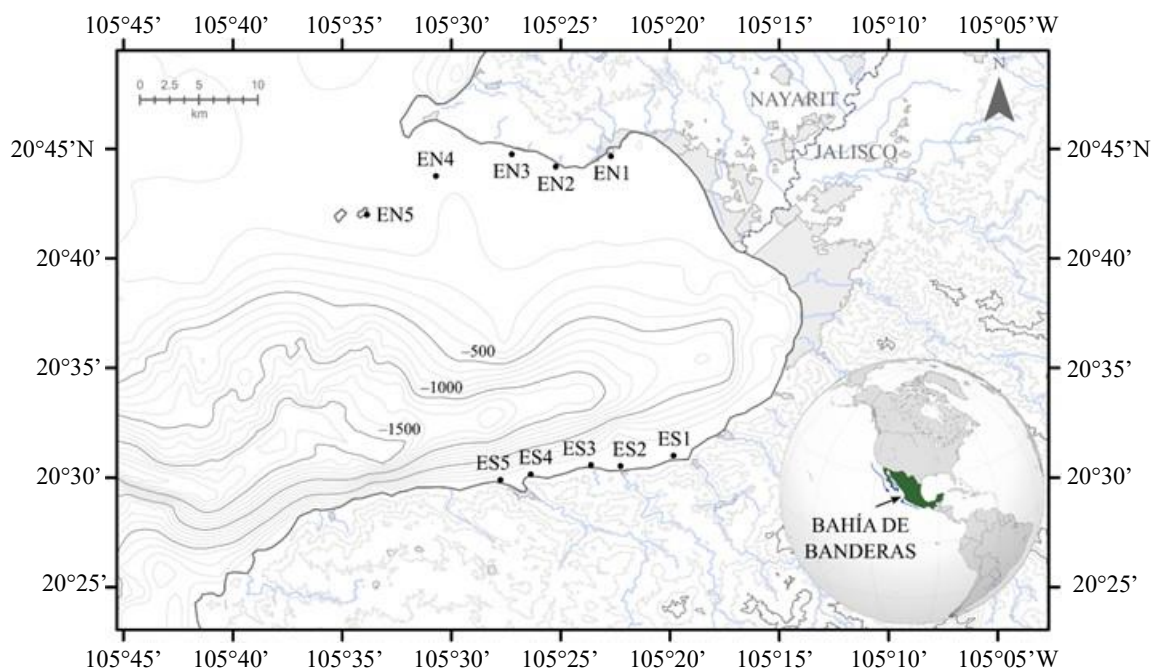 105°45' 105°40' 105°35' 105°30' 105°25' 105°20' 105°15' 105°10' 105°05'W
0 2.5 5 10
km
N
NAYARIT
JALISCO
20°45'N 20°45'N
EN4 EN3 EN2 EN1
EN5
20°40' 20°40'
–500
20°35' 20°35'
–1000
–1500
ES5 ES4 ES3 ES2 ES1
20°30' 20°30'
BAHÍA DE
BANDERAS
20°25' 20°25'
105°45' 105°40' 105°35' 105°30' 105°25' 105°20' 105°15' 105°10' 105°05'W